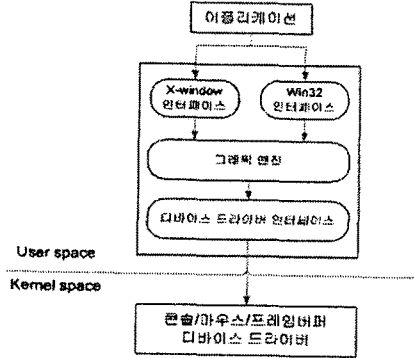 어플리케이션
X-window
인터페이스
Win32
인터페이스
그래픽 엔진
디바이스 드라이버 인터페이스
User space
Kernel space
콘솔/마우스/프레임버퍼
디바이스 드라이버